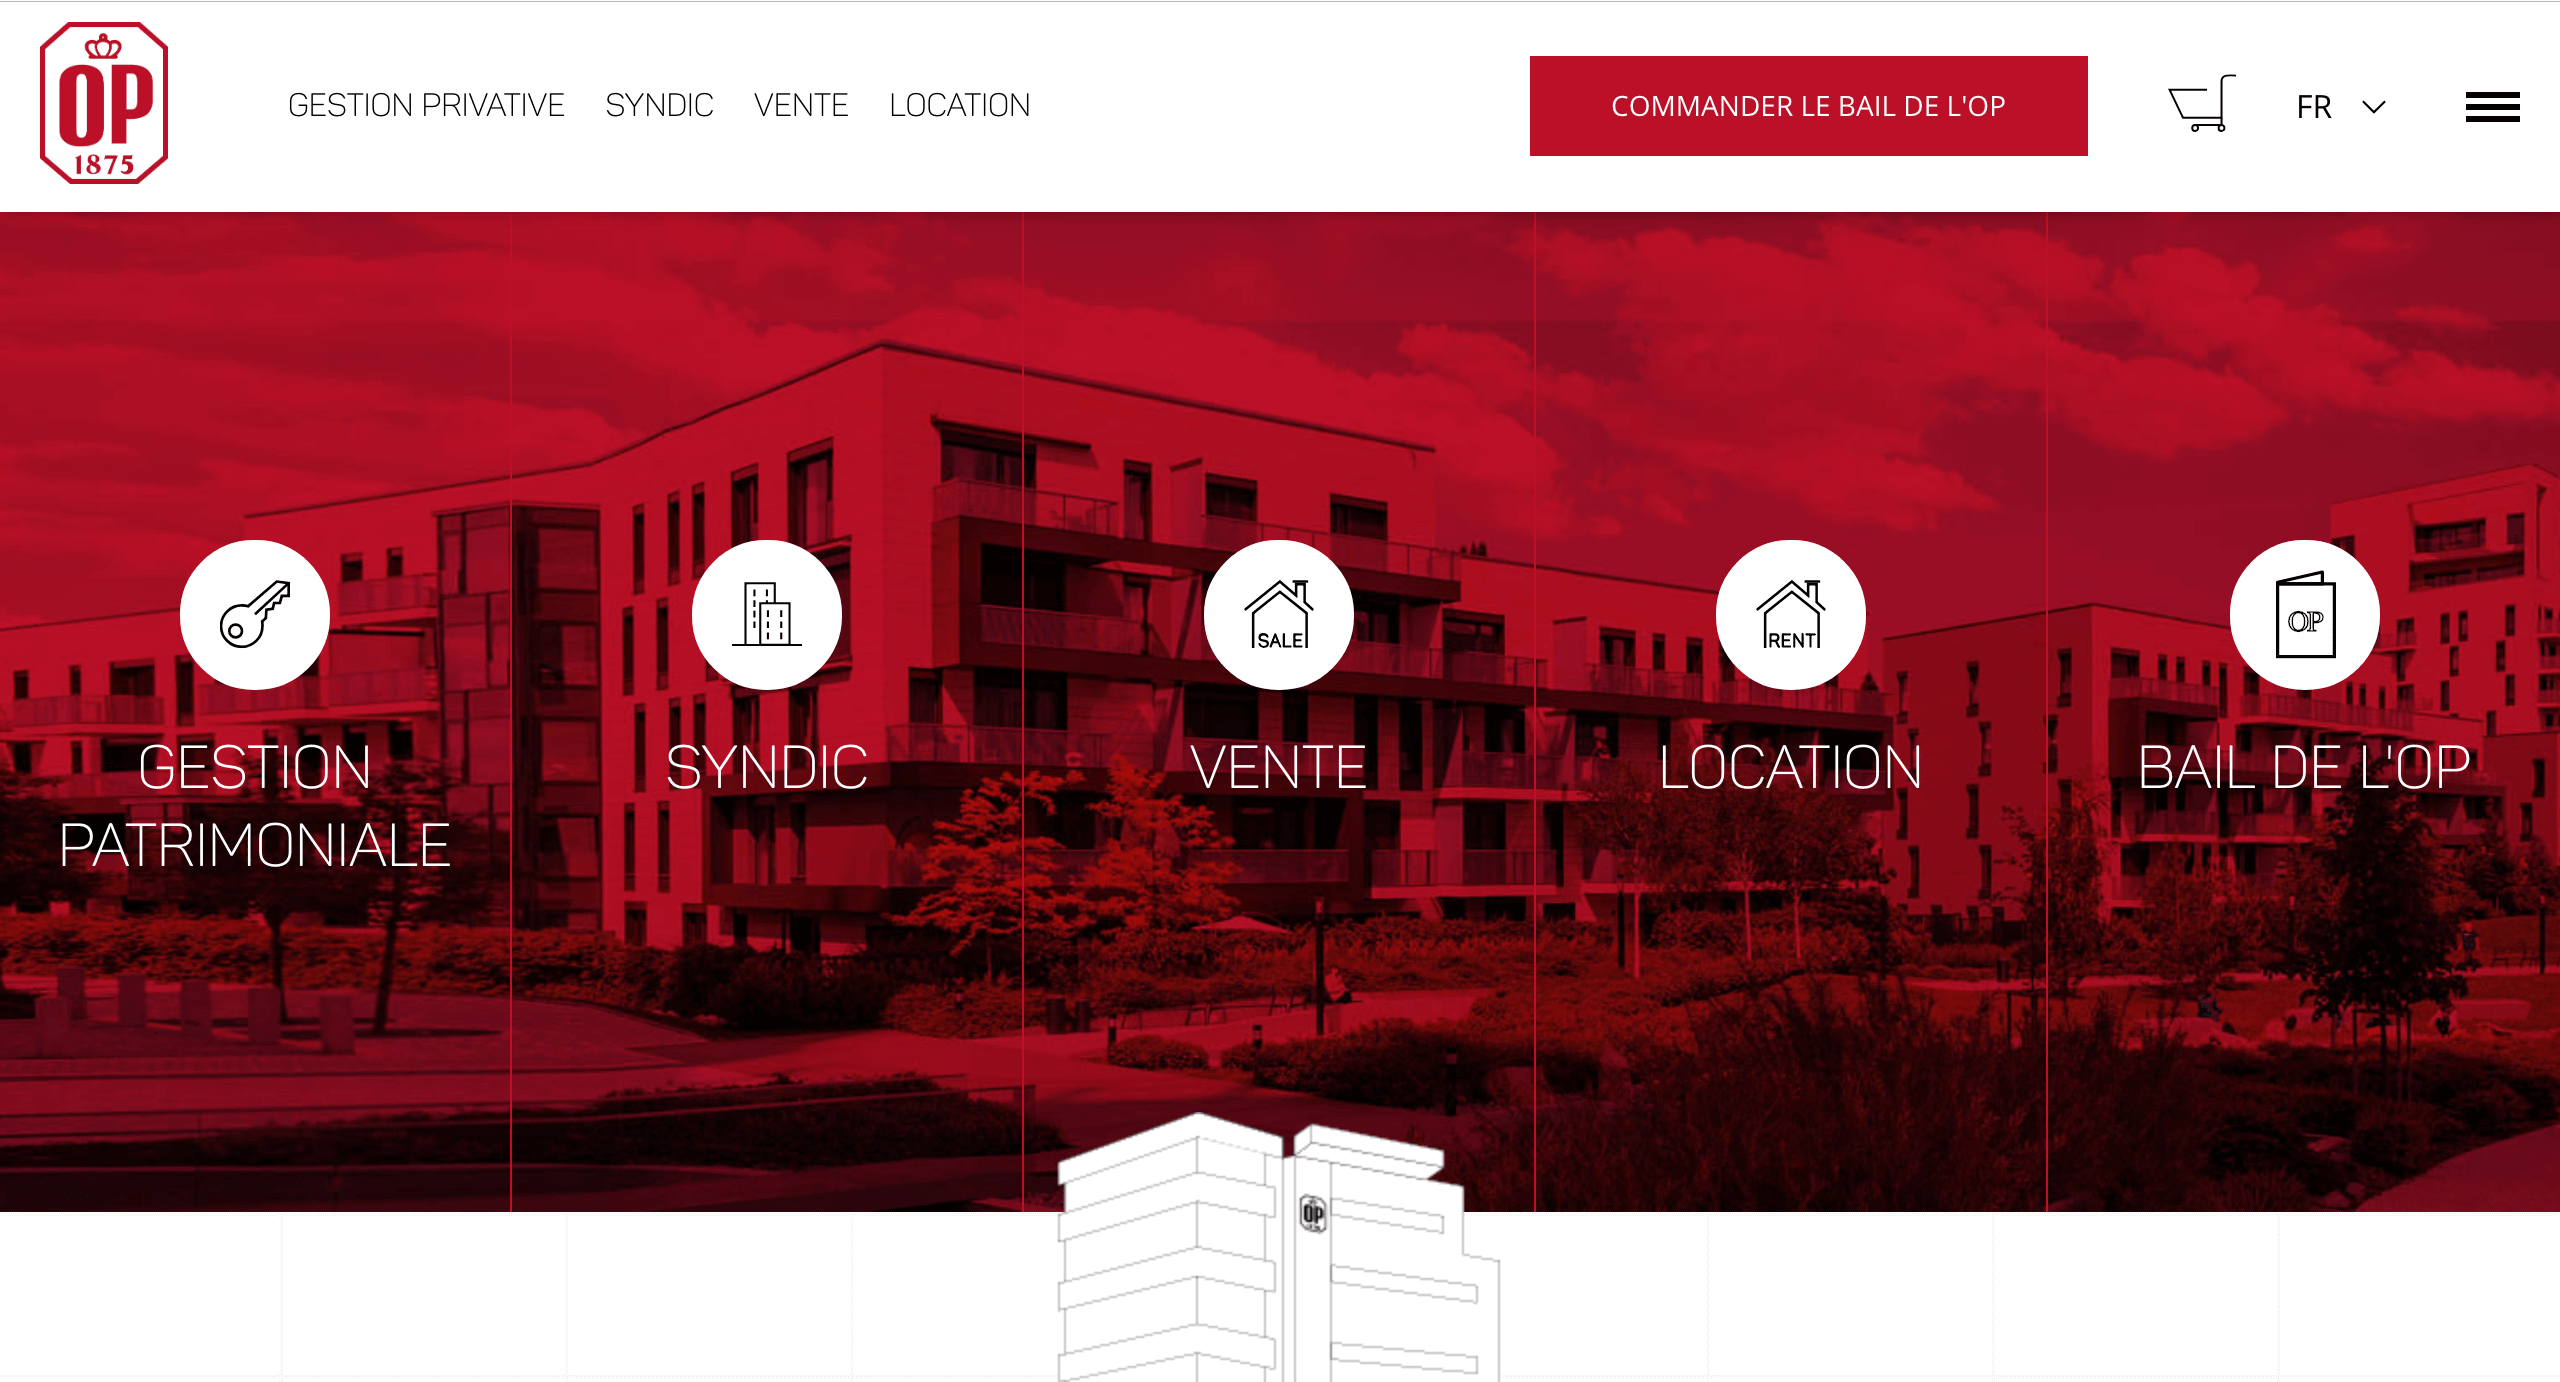 OP
1875
GESTION PRIVATIVE
SYNDIC
VENTE
LOCATION
COMMANDER LE BAIL DE L'OP
FR
SALE
RENT
OP
GESTION
PATRIMONIALE
SYNDIC
VENTE
LOCATION
BAIL DE L'OP
OP